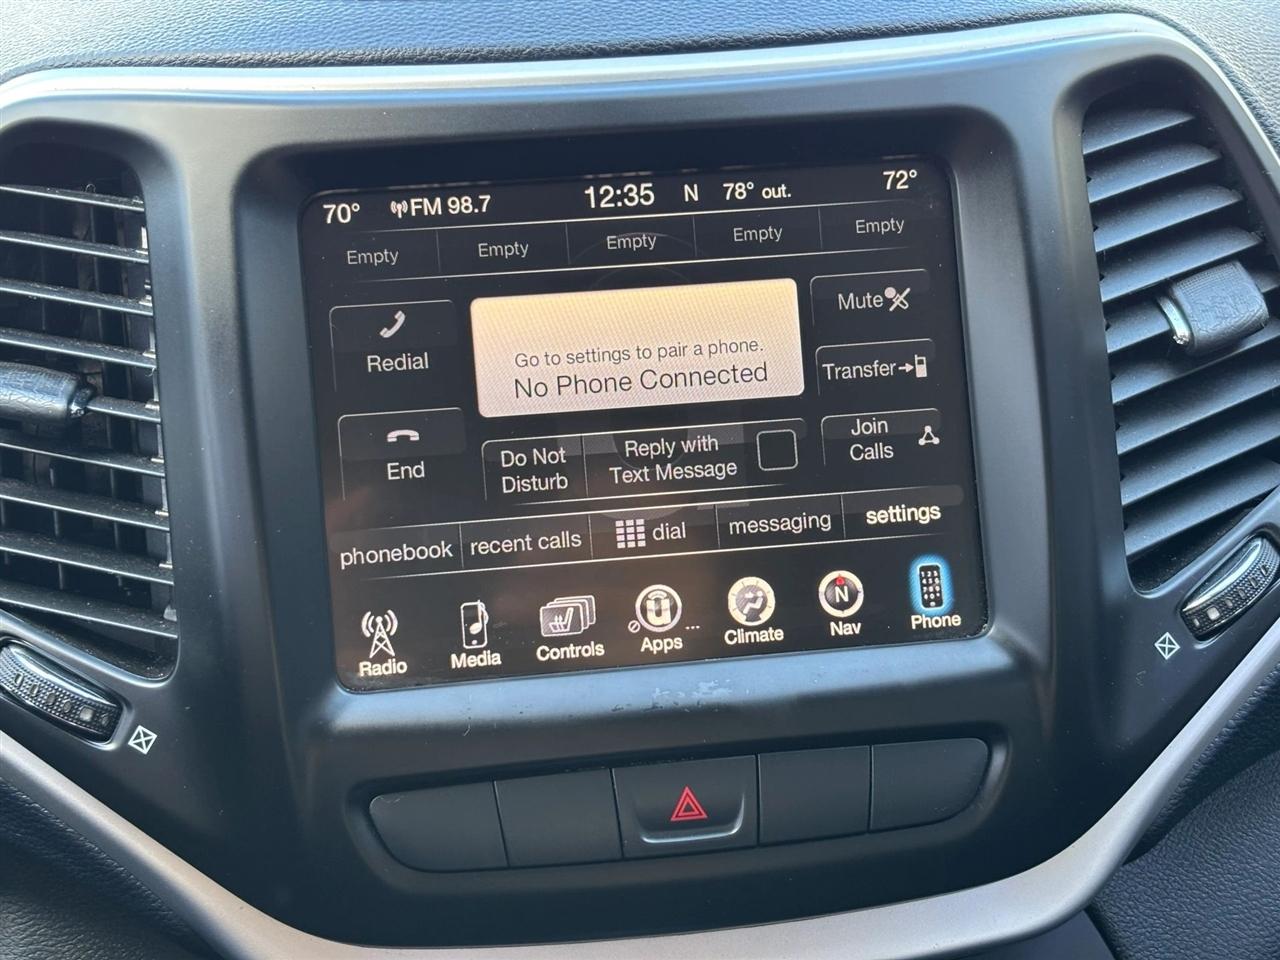 70° FM 98.7 12:35 N 78° out. 72°
Empty Empty Empty Empty Empty
Redial
Go to settings to pair a phone.
No Phone Connected
Mute
Transfer
End
Do Not
Disturb
Reply with
Text Message
Join
Calls
phonebook recent calls dial messaging settings
Radio Media Controls Apps ... Climate Nav Phone
N